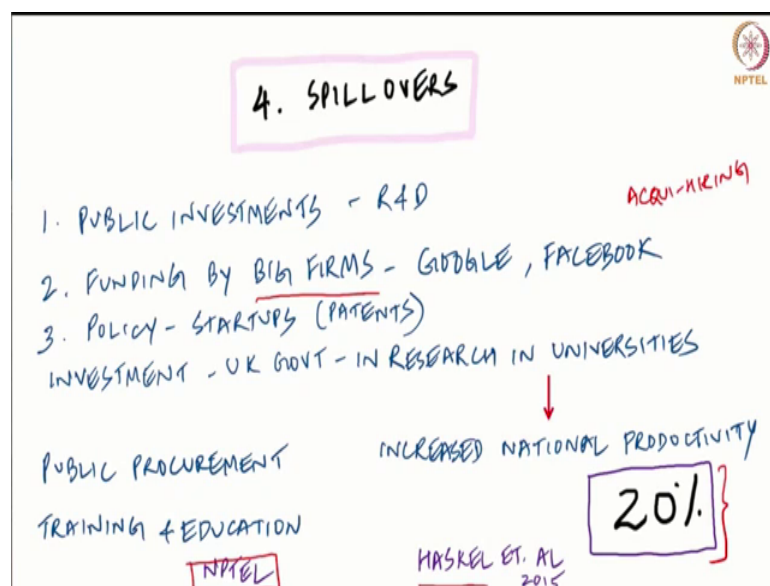 NPTEL
4. SPILLOVERS
ACQUI-HIRING
1. PUBLIC INVESTMENTS - R&D
2. FUNDING BY BIG FIRMS - GOOGLE, FACEBOOK
3. POLICY - STARTUPS (PATENTS)
INVESTMENT - UK GOVT - IN RESEARCH IN UNIVERSITIES
INCREASED NATIONAL PRODUCTIVITY
PUBLIC PROCUREMENT
20%
TRAINING & EDUCATION
NPTEL
HASKEL ET. AL
2015